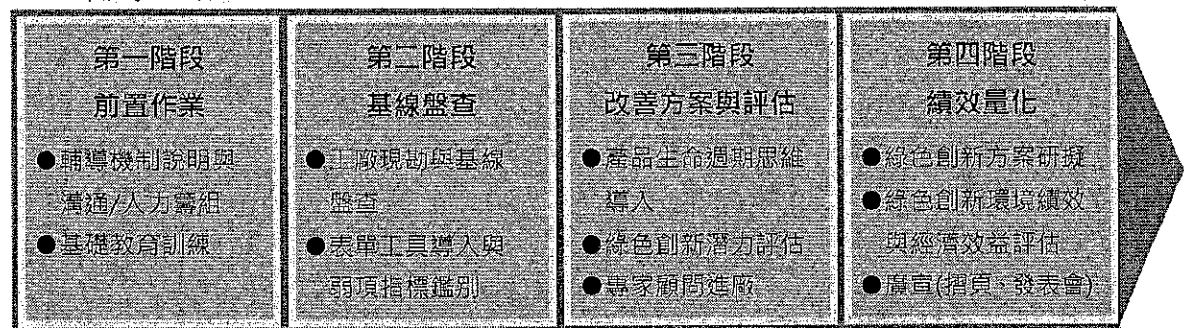 第一階段
前置作業
●輔導機制說明與
溝通/人力籌組
●基礎教育訓練
第二階段
基線盤查
●工廠現勘與基線
盤查
●表單工具導入與
弱項指標鑑別
第三階段
改善方案與評估
●產品生命週期思維
導入
●綠色創新潛力評估
●專家顧問進廠
第四階段
績效量化
●綠色創新方案研擬
●綠色創新環境績效
與經濟效益評估
●廣宣(摺頁、發表會)